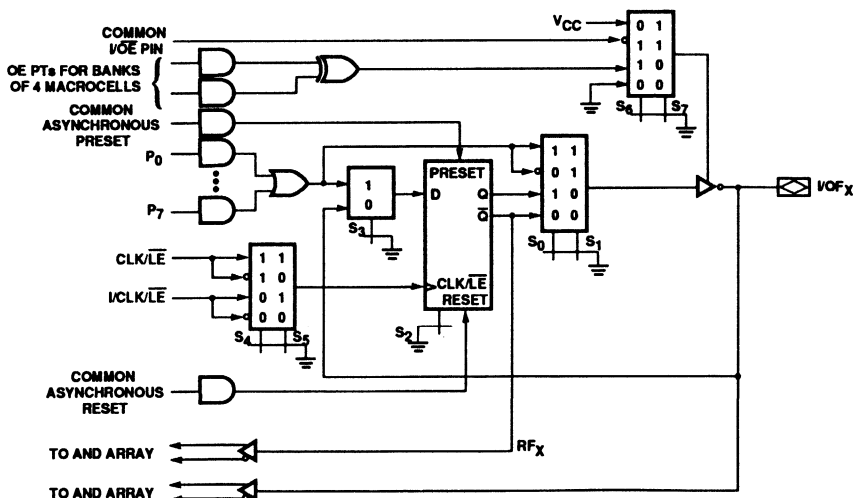 VCC
COMMON
I/OE PIN
OE PTs FOR BANKS
OF 4 MACROCELLS
0 1
1 1
1 0
0 0
S6 S7
COMMON
ASYNCHRONOUS
PRESET
P0
P7
1
0
S3
PRESET
D Q
Q
CLK/LE
RESET
S2
1 1
0 1
1 0
0 0
S0 S1
I/OFX
CLK/LE
I/CLK/LE
1 1
1 0
0 1
0 0
S4 S5
COMMON
ASYNCHRONOUS
RESET
RFX
TO AND ARRAY
TO AND ARRAY